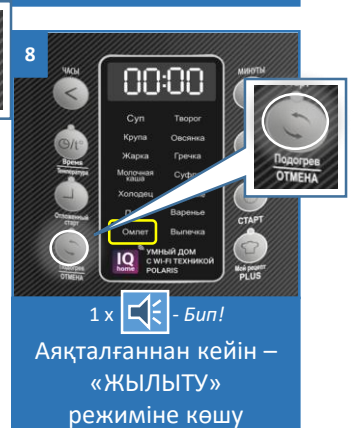 8
ЧАСЫ
00:00
МИНУТЫ
Суп
Творог
Крупа
Овсянка
Жарка
Гречка
Молочная
каша
Холодец
Варенье
Омлет
Выпечка
Время
Температура
Отложенный
старт
Подогрев
ОТМЕНА
СТАРТ
Мой рецепт
PLUS
IQ
home
УМНЫЙ ДОМ
С WI-FI ТЕХНИКОЙ
POLARIS
Подогрев
ОТМЕНА
1 x - Бип!
Аяқталғаннан кейін –
«ЖЫЛЫТУ»
режиміне көшу